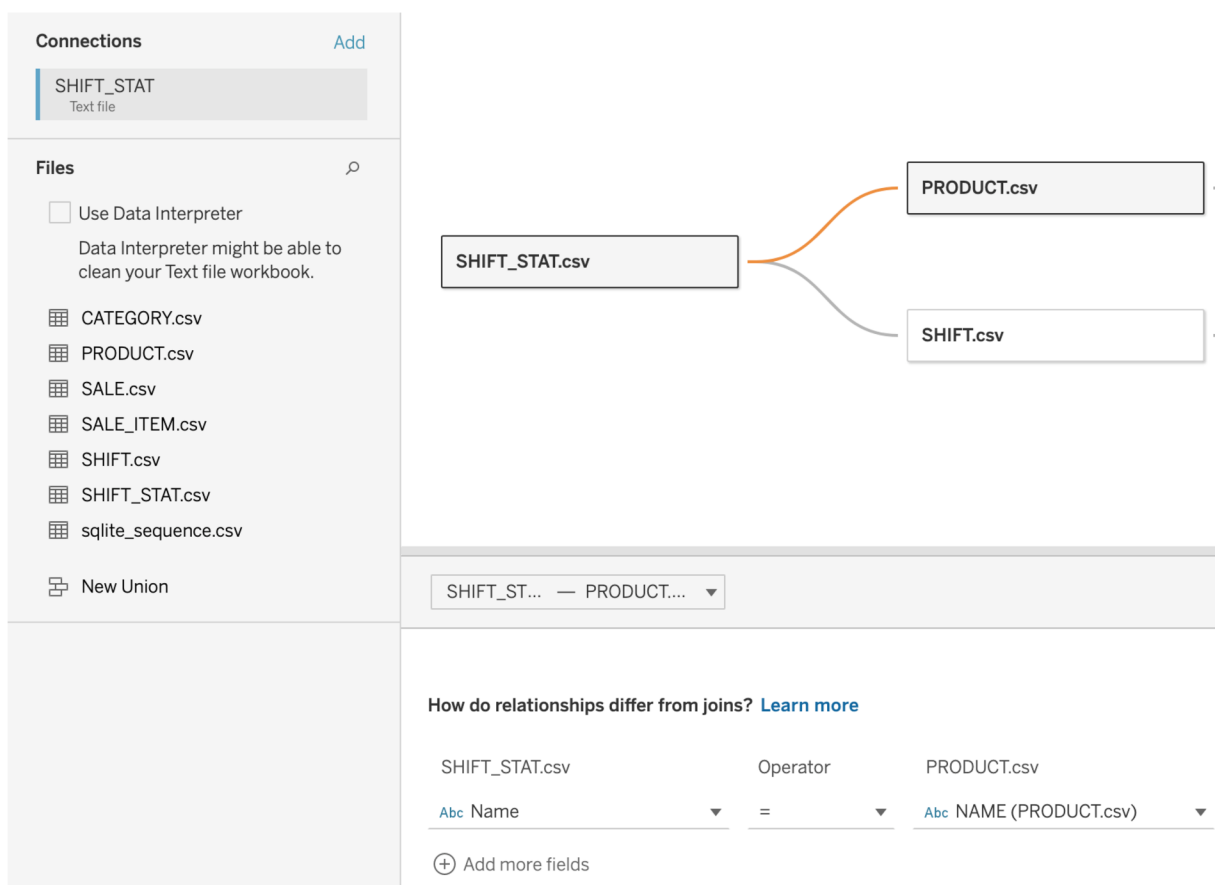 Connections
Add
SHIFT_STAT
Text file
Files
Use Data Interpreter
Data Interpreter might be able to
clean your Text file workbook.
CATEGORY.csv
PRODUCT.csv
SALE.csv
SALE_ITEM.csv
SHIFT.csv
SHIFT_STAT.csv
sqlite_sequence.csv
New Union
SHIFT_STAT.csv
PRODUCT.csv
SHIFT.csv
SHIFT_ST... — PRODUCT....
How do relationships differ from joins? Learn more
SHIFT_STAT.csv Operator PRODUCT.csv
Abc Name = Abc NAME (PRODUCT.csv)
Add more fields